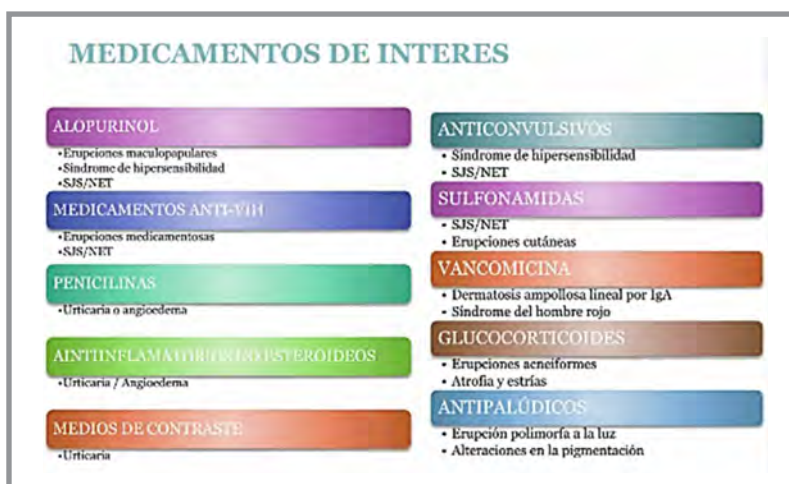 MEDICAMENTOS DE INTERES
ALOPURINOL
•Erupciones maculopapulares
•Síndrome de hipersensibilidad
•SJS/NET
MEDICAMENTOS ANTI-VIH
•Erupciones medicamentosas
•SJS/NET
PENICILINAS
•Urticaria o angioedema
AINTIINFLAMATORIOS NO ESTEROIDEOS
•Urticaria / Angioedema
MEDIOS DE CONTRASTE
•Urticaria
ANTICONVULSIVOS
• Síndrome de hipersensibilidad
• SJS/NET
SULFONAMIDAS
• SJS/NET
• Erupciones cutáneas
VANCOMICINA
• Dermatosis ampollosa lineal por IgA
• Síndrome del hombre rojo
GLUCOCORTICOIDES
• Erupciones acneiformes
• Atrofia y estrías
ANTIPALÚDICOS
• Erupción polimorfa a la luz
• Alteraciones en la pigmentación